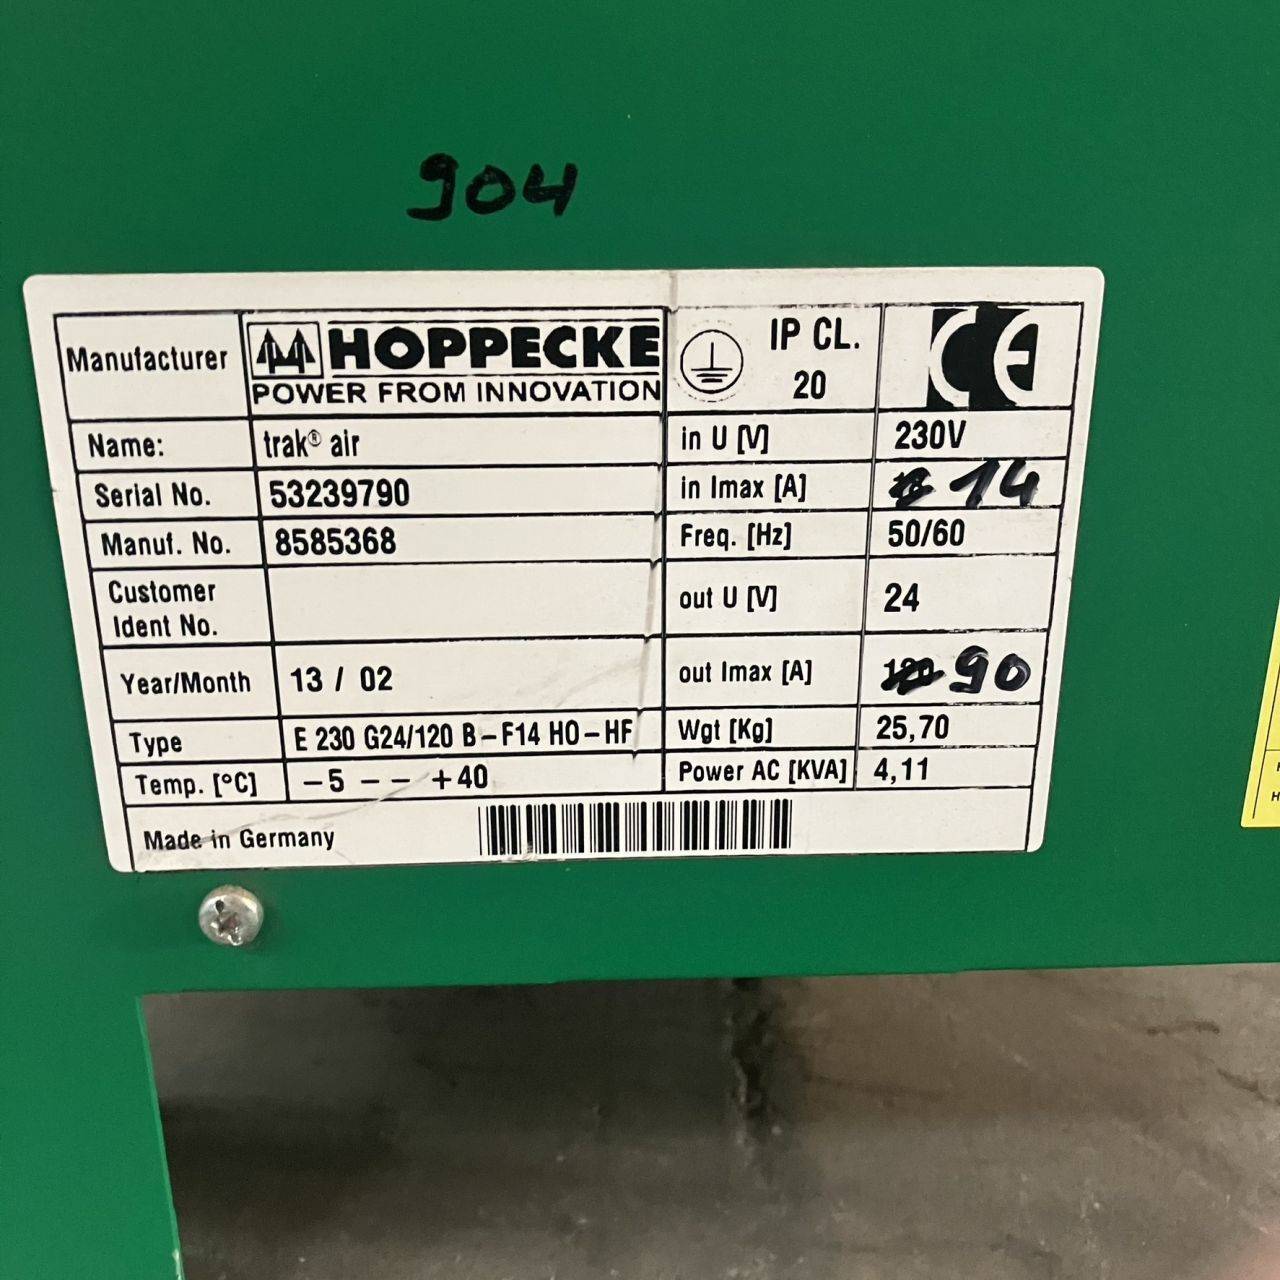 904
Manufacturer HOPPECKE IP CL. CE
POWER FROM INNOVATION 20
Name: trak® air in U [V] 230V
Serial No. 53239790 in Imax [A] 14
Manuf. No. 8585368 Freq. [Hz] 50/60
Customer
Ident No. out U [V] 24
Year/Month 13 / 02 out Imax [A] 120 90
Type E 230 G24/120 B-F14 HO-HF Wgt [Kg] 25,70
Temp. [°C] -5 -- +40 Power AC [KVA] 4,11
Made in Germany